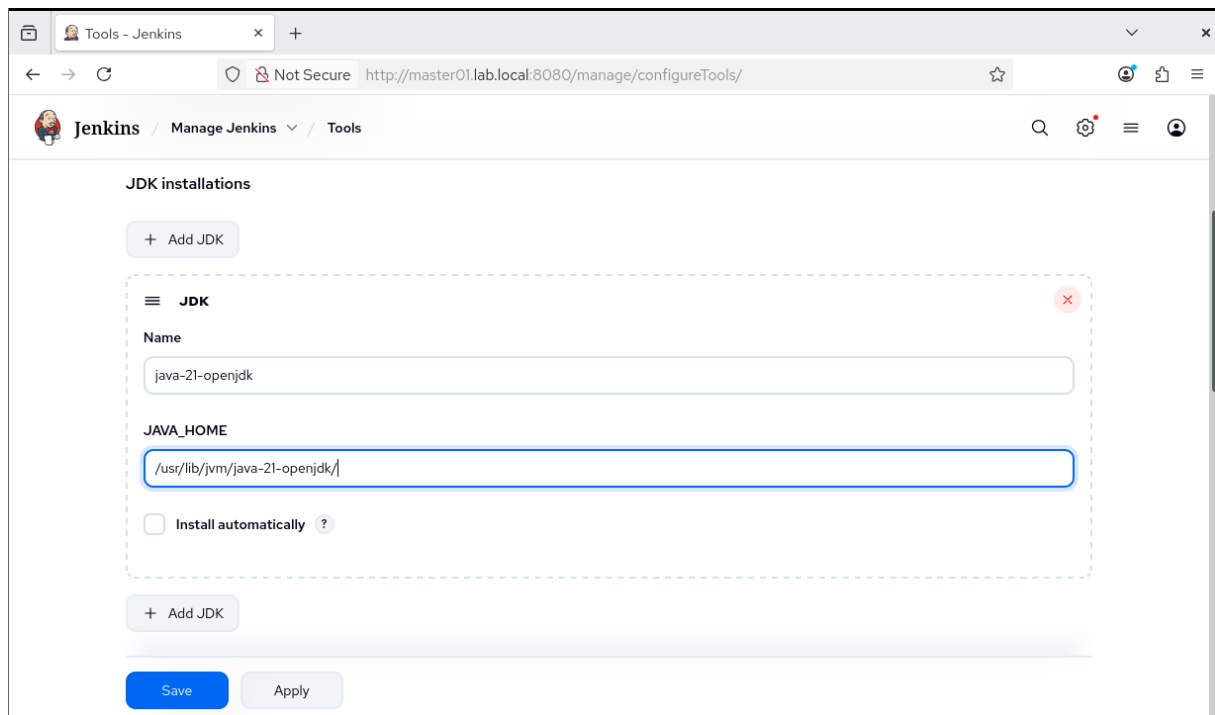 Tools - Jenkins
Not Secure http://master01.lab.local:8080/manage/configureTools/
Jenkins / Manage Jenkins / Tools
JDK installations
+ Add JDK
JDK
Name
java-21-openjdk
JAVA_HOME
/usr/lib/jvm/java-21-openjdk/
Install automatically ?
+ Add JDK
Save Apply